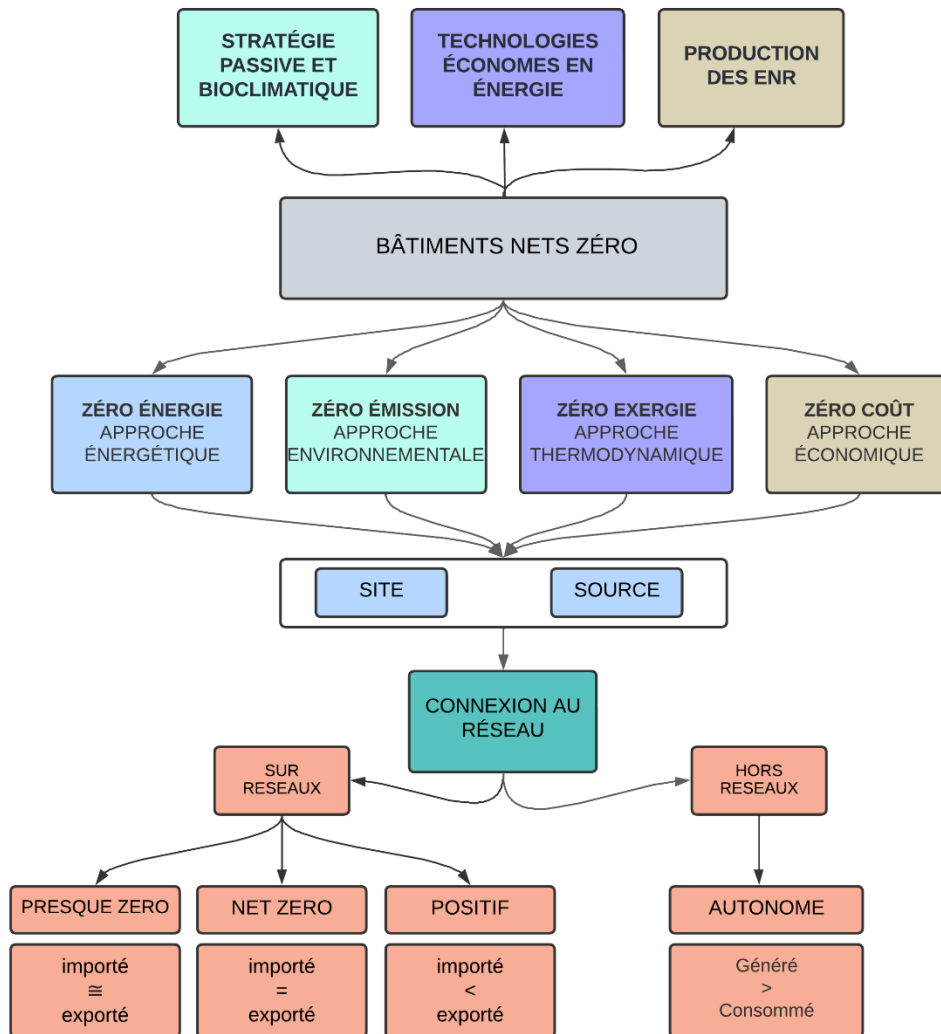 STRATÉGIE
PASSIVE ET
BIOCLIMATIQUE
TECHNOLOGIES
ÉCONOMES EN
ÉNERGIE
PRODUCTION
DES ENR
BÂTIMENTS NETS ZÉRO
ZÉRO ÉNERGIE
APPROCHE
ÉNERGÉTIQUE
ZÉRO ÉMISSION
APPROCHE
ENVIRONNEMENTALE
ZÉRO EXERGIE
APPROCHE
THERMODYNAMIQUE
ZÉRO COÛT
APPROCHE
ÉCONOMIQUE
SITE
SOURCE
CONNEXION AU
RÉSEAU
SUR
RESEAUX
HORS
RESEAUX
PRESQUE ZERO
NET ZERO
POSITIF
AUTONOME
importé
≅
exporté
importé
=
exporté
importé
<
exporté
Généré
>
Consommé